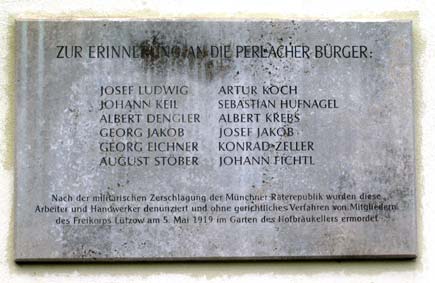 ZUR ERINNERUNG AN DIE PERLACHER BÜRGER:
JOSEF LUDWIG ARTUR KOCH
JOHANN KEIL SEBASTIAN HUFNAGEL
ALBERT DENGLER ALBERT KREBS
GEORG JAKOB JOSEF JAKOB
GEORG EICHNER KONRAD ZELLER
AUGUST STÖBER JOHANN FICHTL
Nach der militärischen Zerschlagung der Münchner Räterepublik wurden diese
Arbeiter und Handwerker denunziert und ohne gerichtliches Verfahren von Mitgliedern
des Freikorps Lützow am 5. Mai 1919 im Garten des Hofbräukellers ermordet.